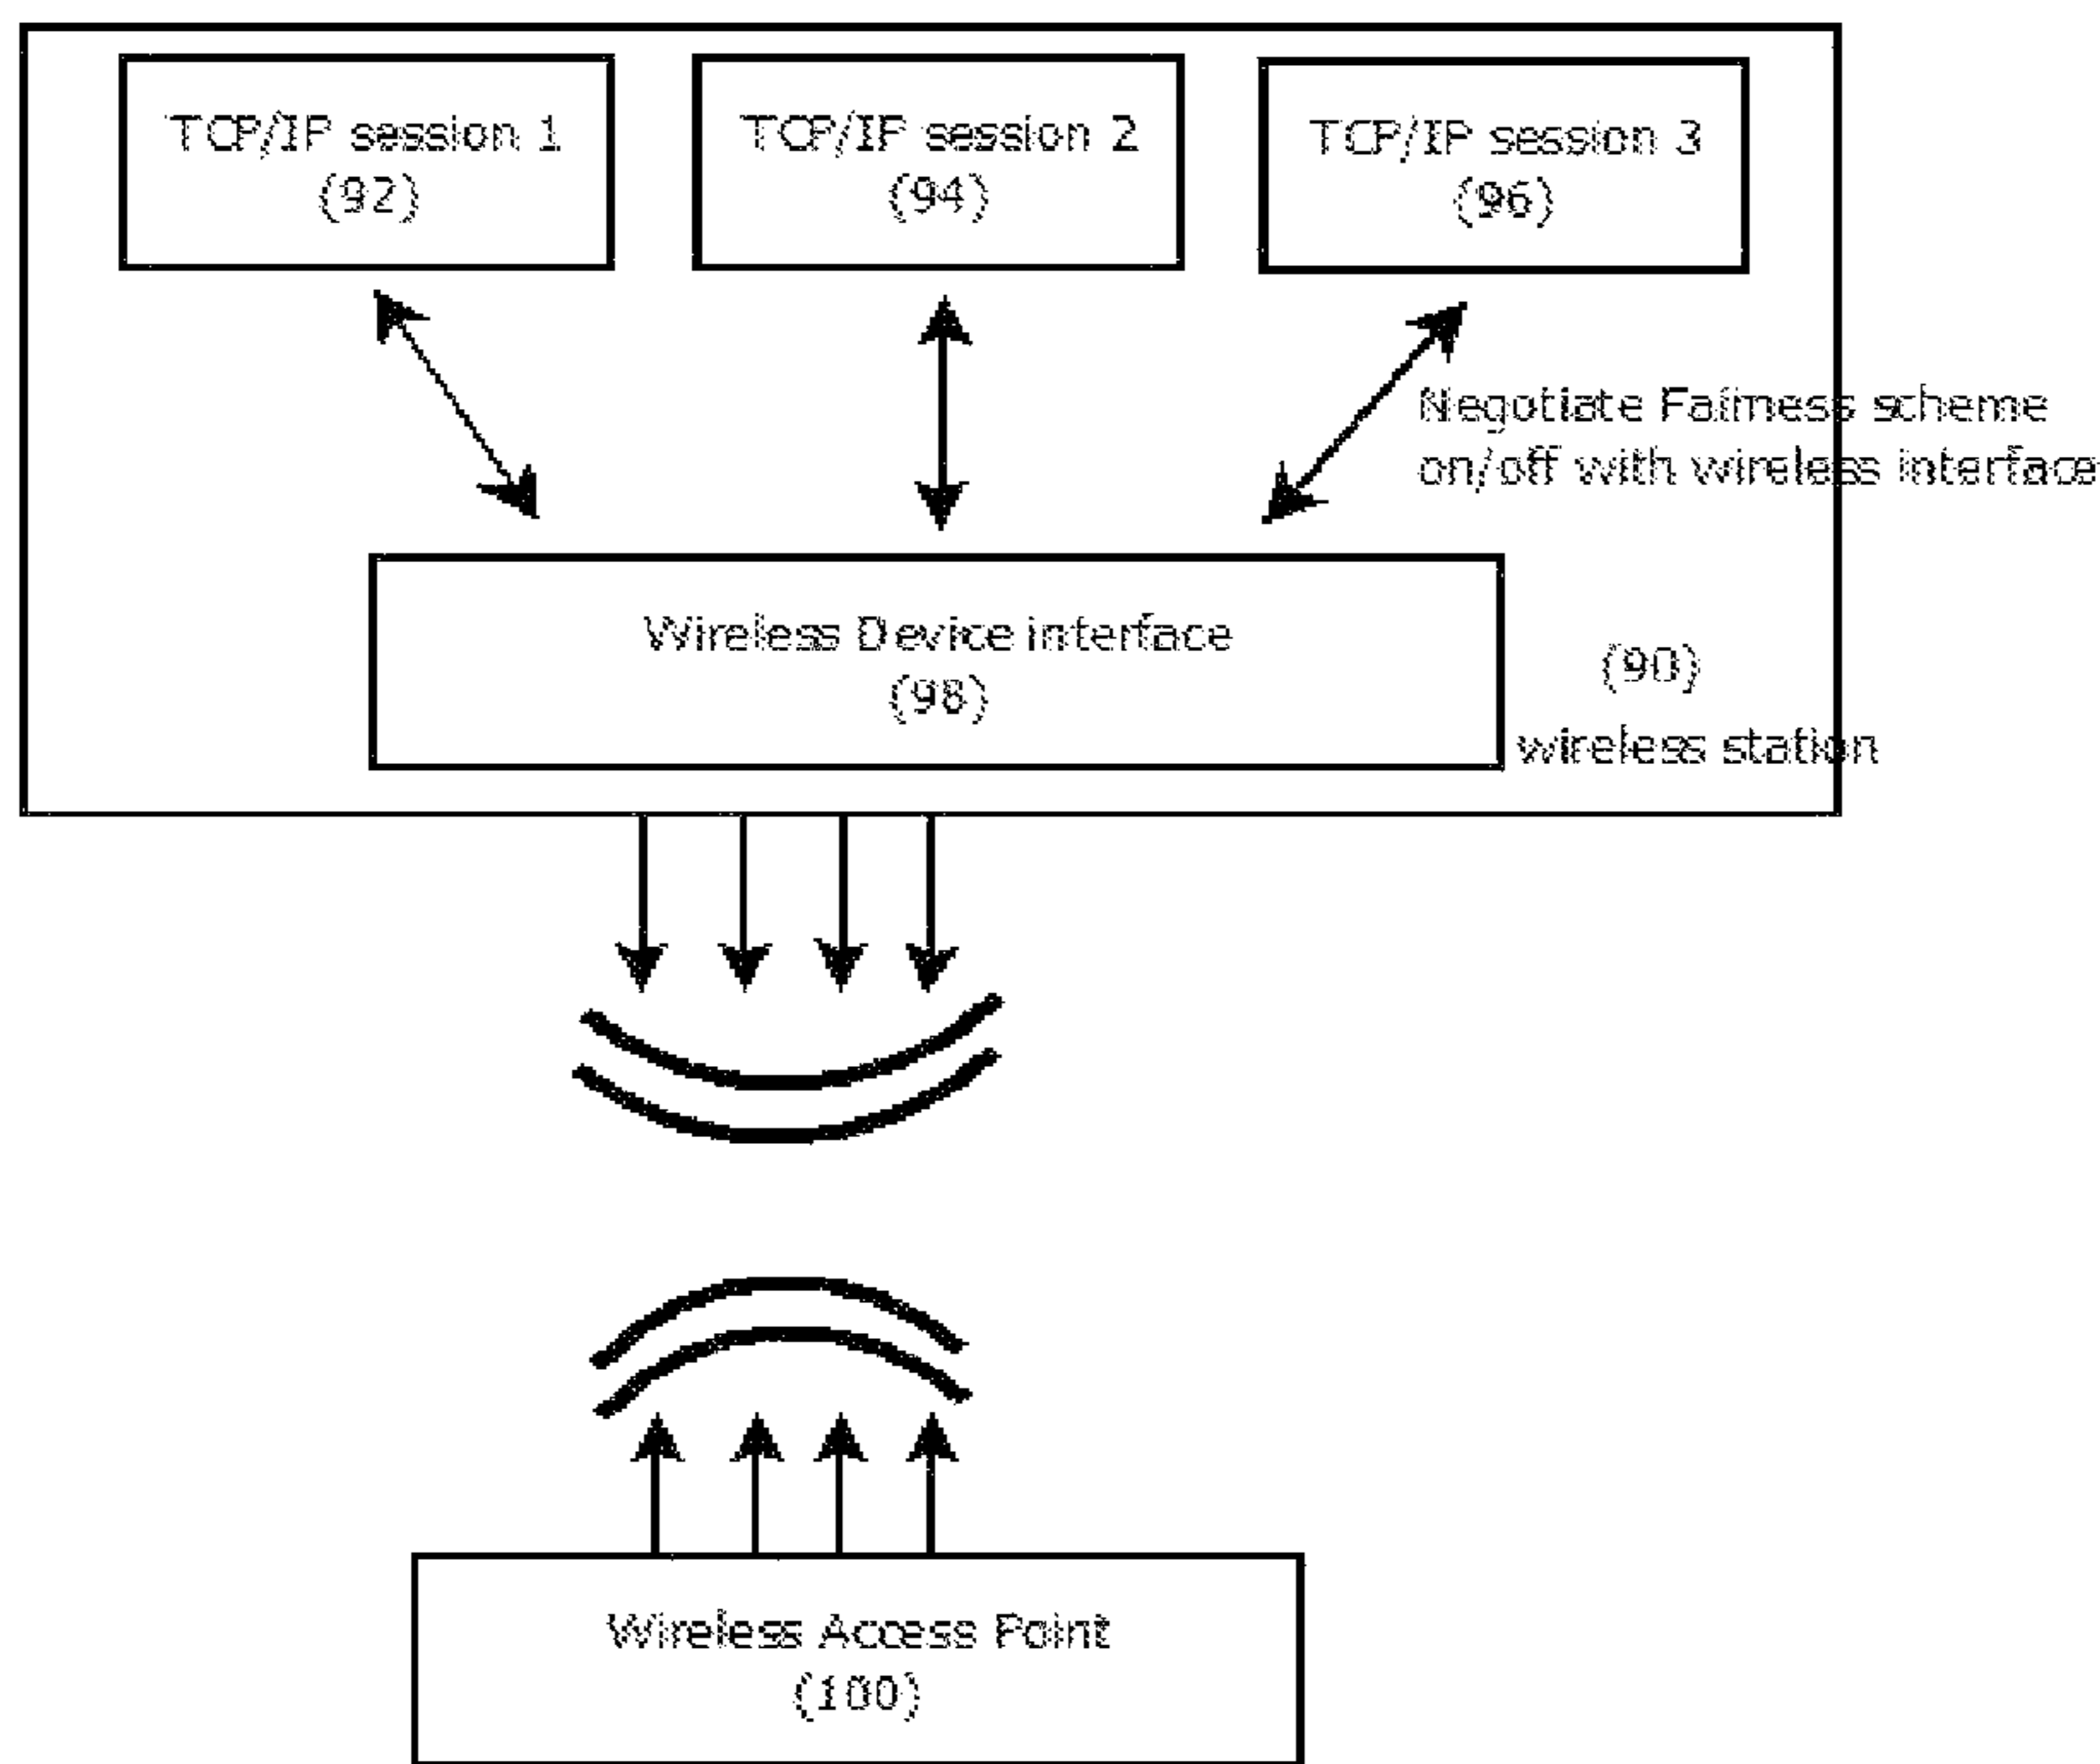 TCP/IP session 1
(92)
TCP/IP session 2
(94)
TCP/IP session 3
(96)
Negotiate Fairness scheme
on/off with wireless interface
Wireless Device interface
(98)
(90)
wireless station
Wireless Access Point
(100)